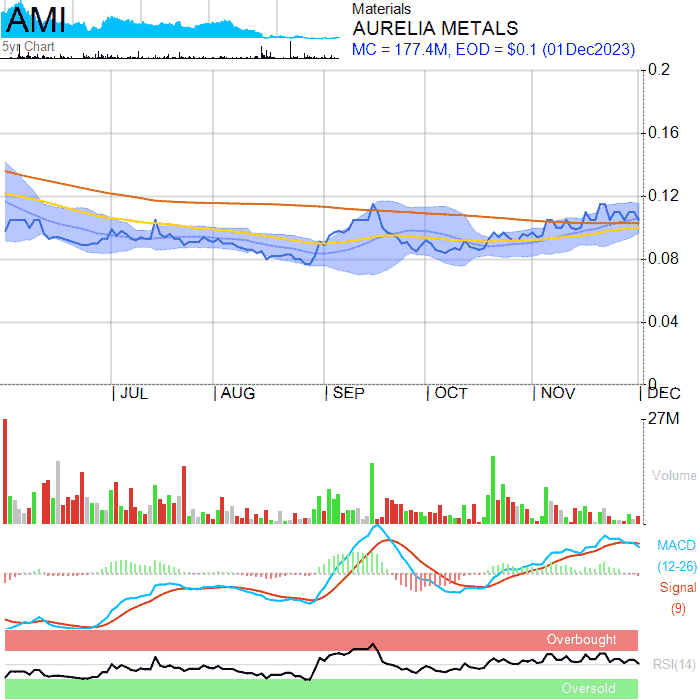 AMI
5yr Chart
Materials
AURELIA METALS
MC = 177.4M, EOD = $0.1 (01Dec2023)
0.2
0.16
0.12
0.08
0.04
0
JUL AUG SEP OCT NOV DEC
27M
Volume
MACD
(12-26)
Signal
(9)
Overbought
RSI(14)
Oversold